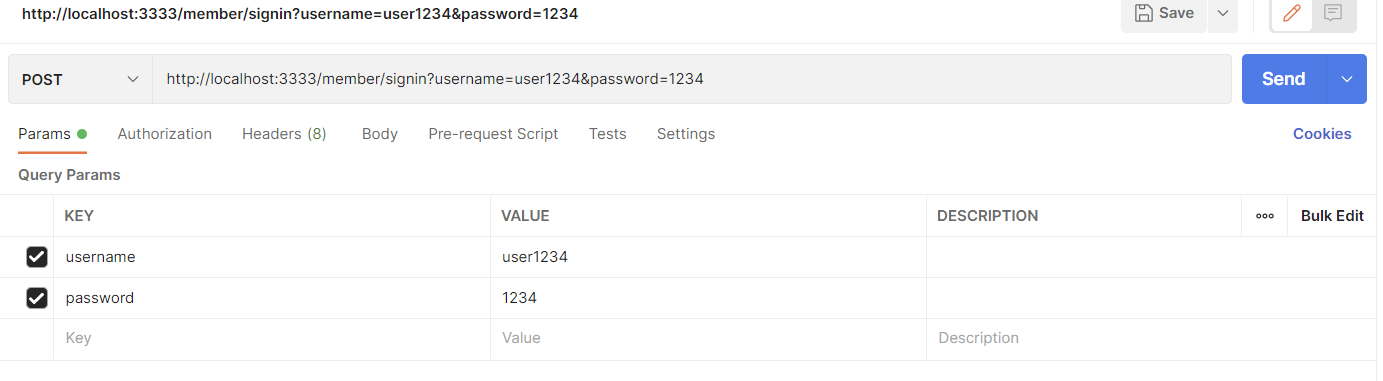 http://localhost:3333/member/signin?username=user1234&password=1234 Save
POST http://localhost:3333/member/signin?username=user1234&password=1234 Send
Params Authorization Headers (8) Body Pre-request Script Tests Settings Cookies
Query Params
KEY VALUE DESCRIPTION Bulk Edit
username user1234
password 1234
Key Value Description